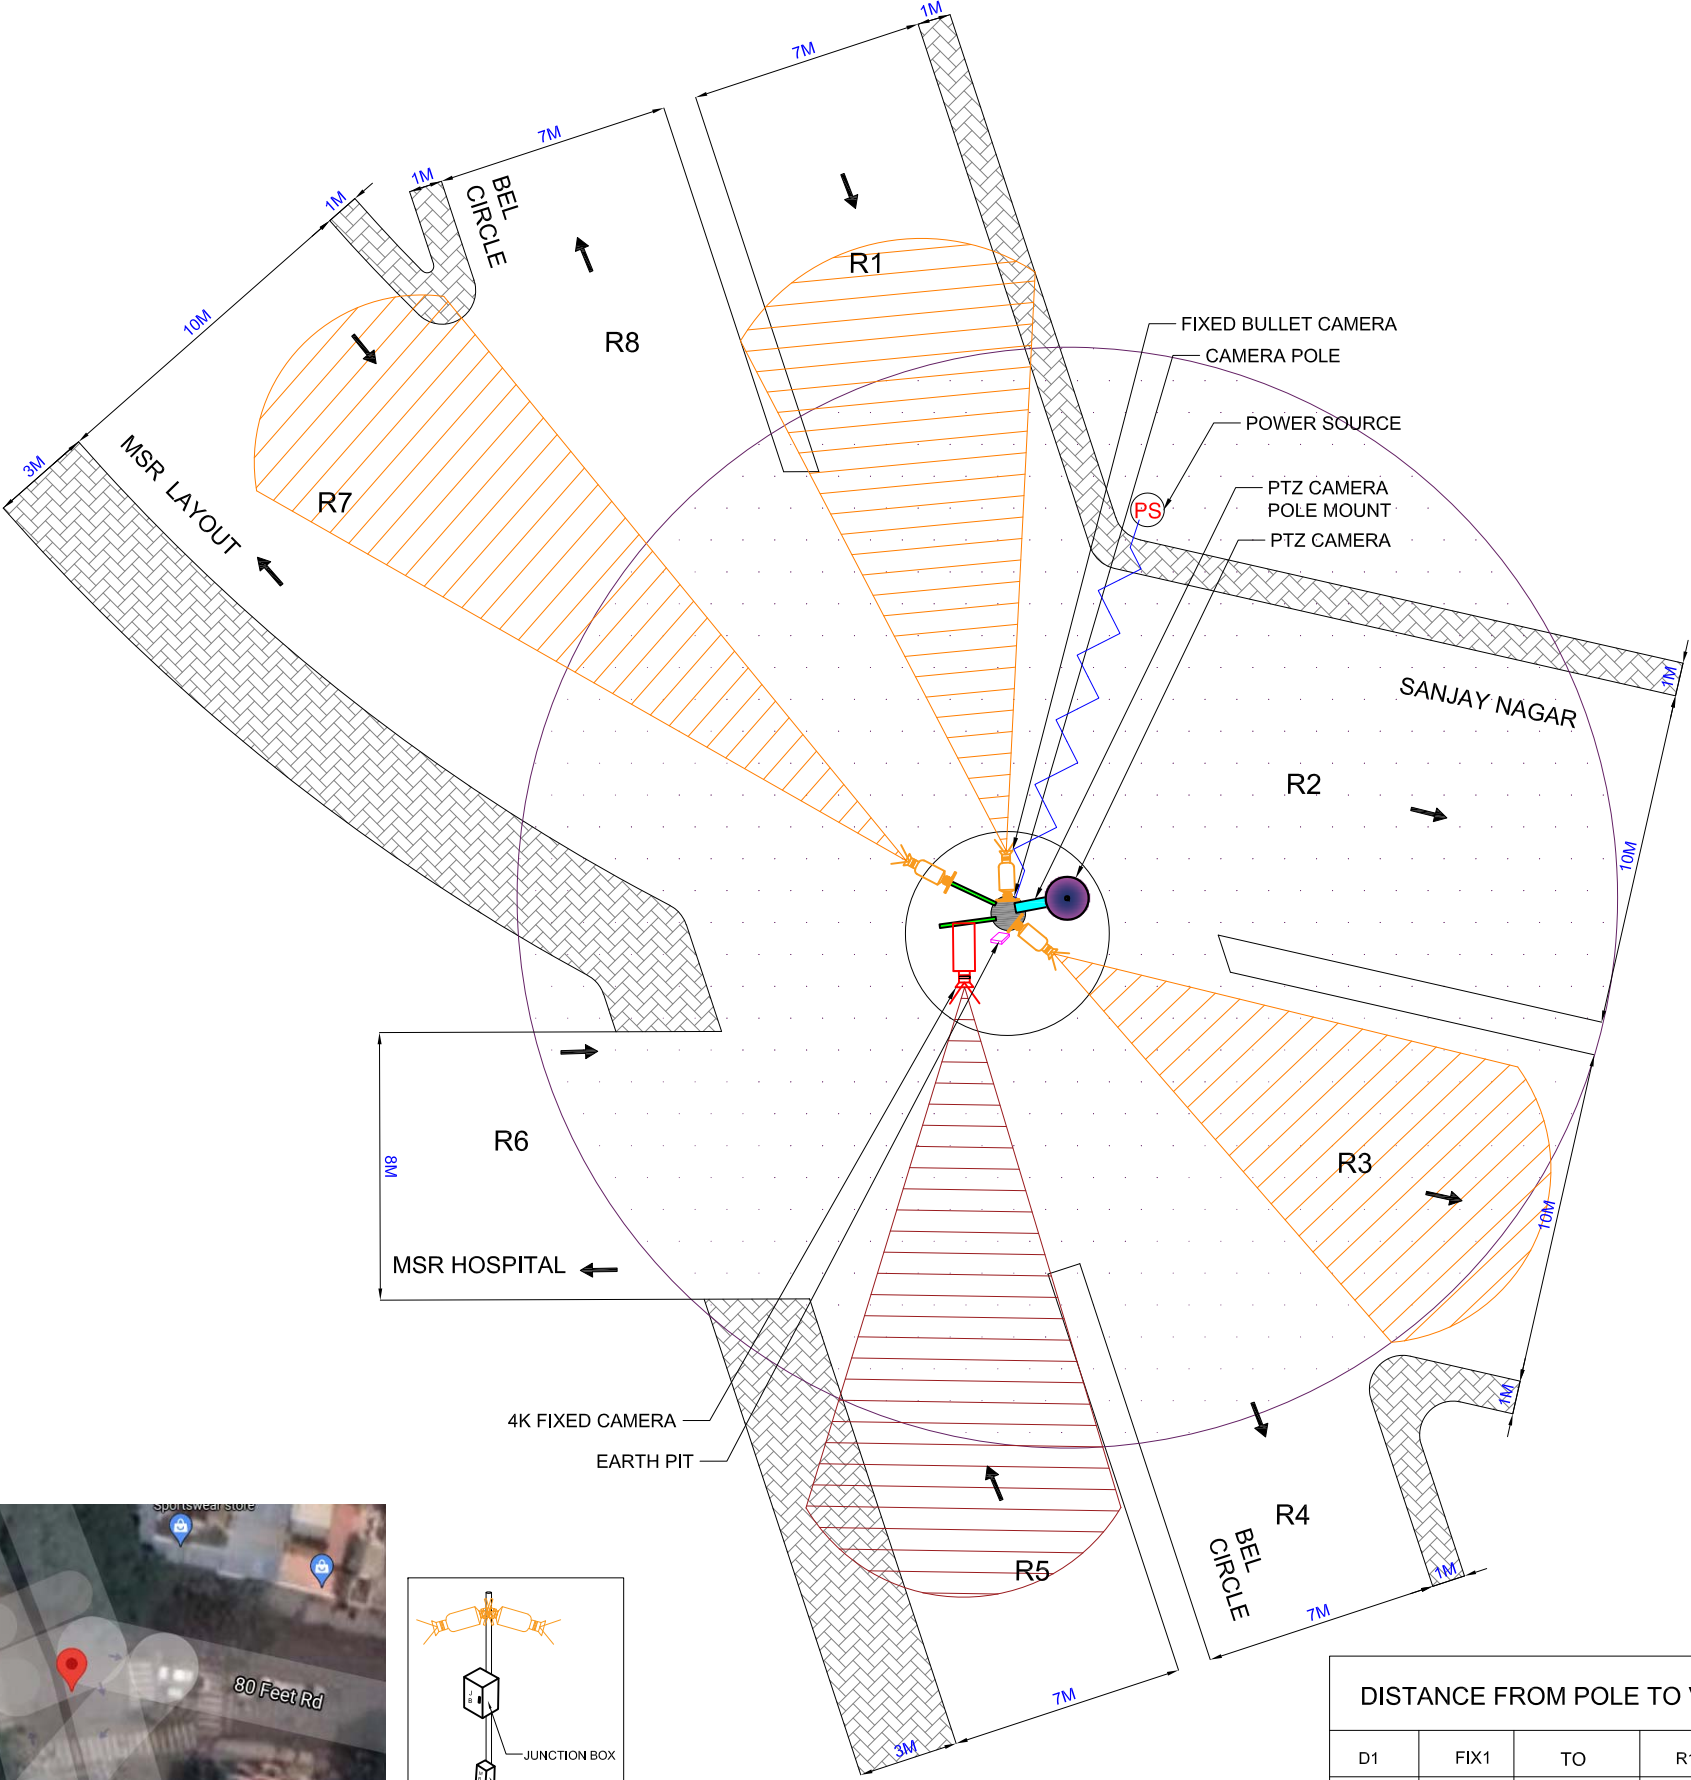 1M
7M
7M
1M
1M
BEL
CIRCLE
R1
10M
R8
FIXED BULLET CAMERA
CAMERA POLE
POWER SOURCE
3M
MSR LAYOUT
R7
PTZ CAMERA
POLE MOUNT
PS
PTZ CAMERA
1M
SANJAY NAGAR
R2
10M
R6
8M
R3
10M
MSR HOSPITAL
1M
4K FIXED CAMERA
EARTH PIT
R4
BEL
CIRCLE
R5
1M
7M
7M
3M
Sportswear store
80 Feet Rd
J
B
JUNCTION BOX
DISTANCE FROM POLE TO
D1 FIX1 TO